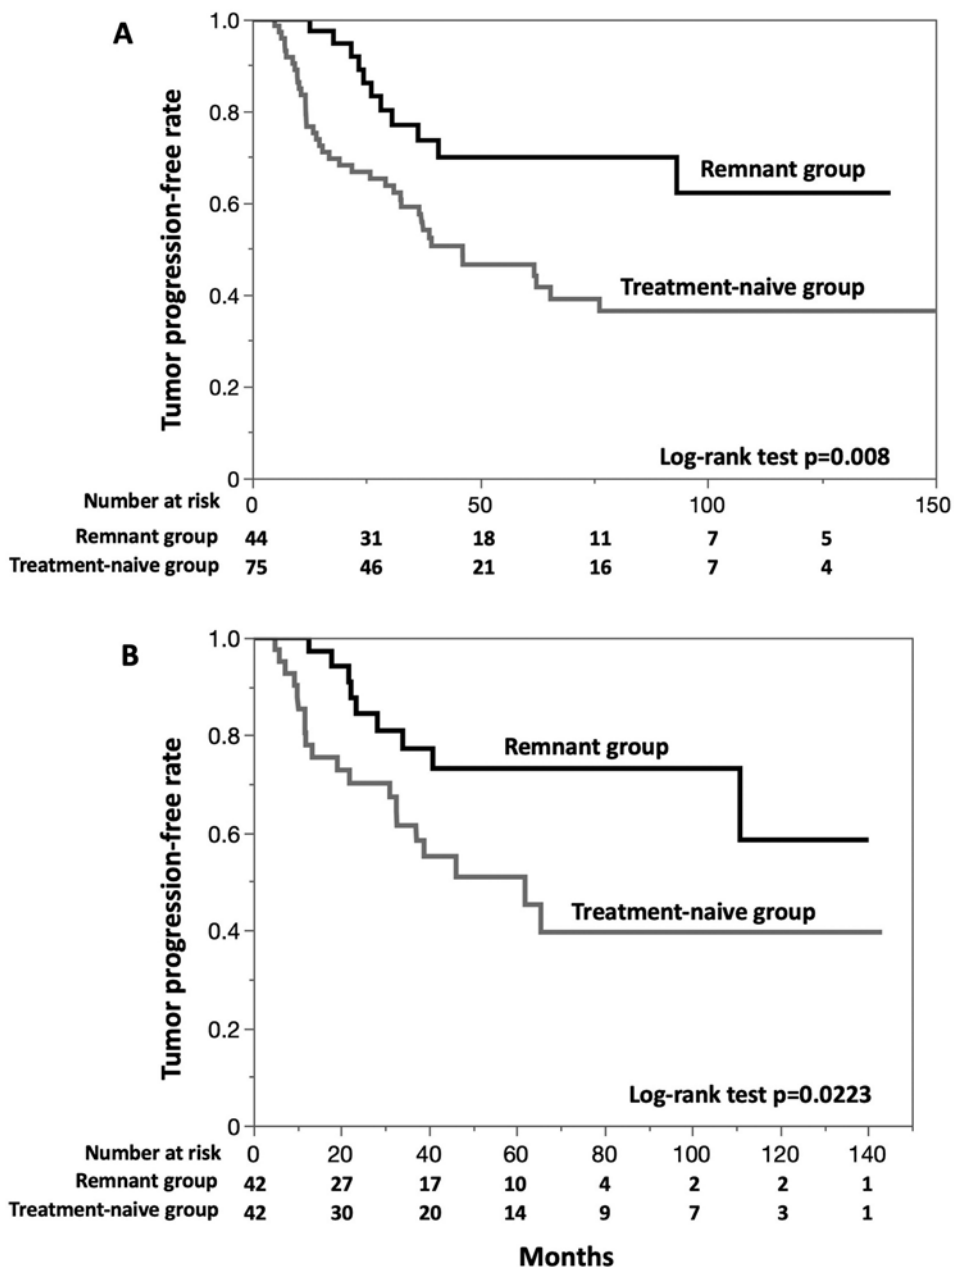 A
Tumor progression-free rate
1.0
0.8
0.6
0.4
0.2
0
Remnant group
Treatment-naive group
Log-rank test p=0.008
0 50 100 150
Number at risk
Remnant group 44 31 18 11 7 5
Treatment-naive group 75 46 21 16 7 4
B
Tumor progression-free rate
1.0
0.8
0.6
0.4
0.2
0
Remnant group
Treatment-naive group
Log-rank test p=0.0223
Number at risk 0 20 40 60 80 100 120 140
Remnant group 42 27 17 10 4 2 2 1
Treatment-naive group 42 30 20 14 9 7 3 1
Months